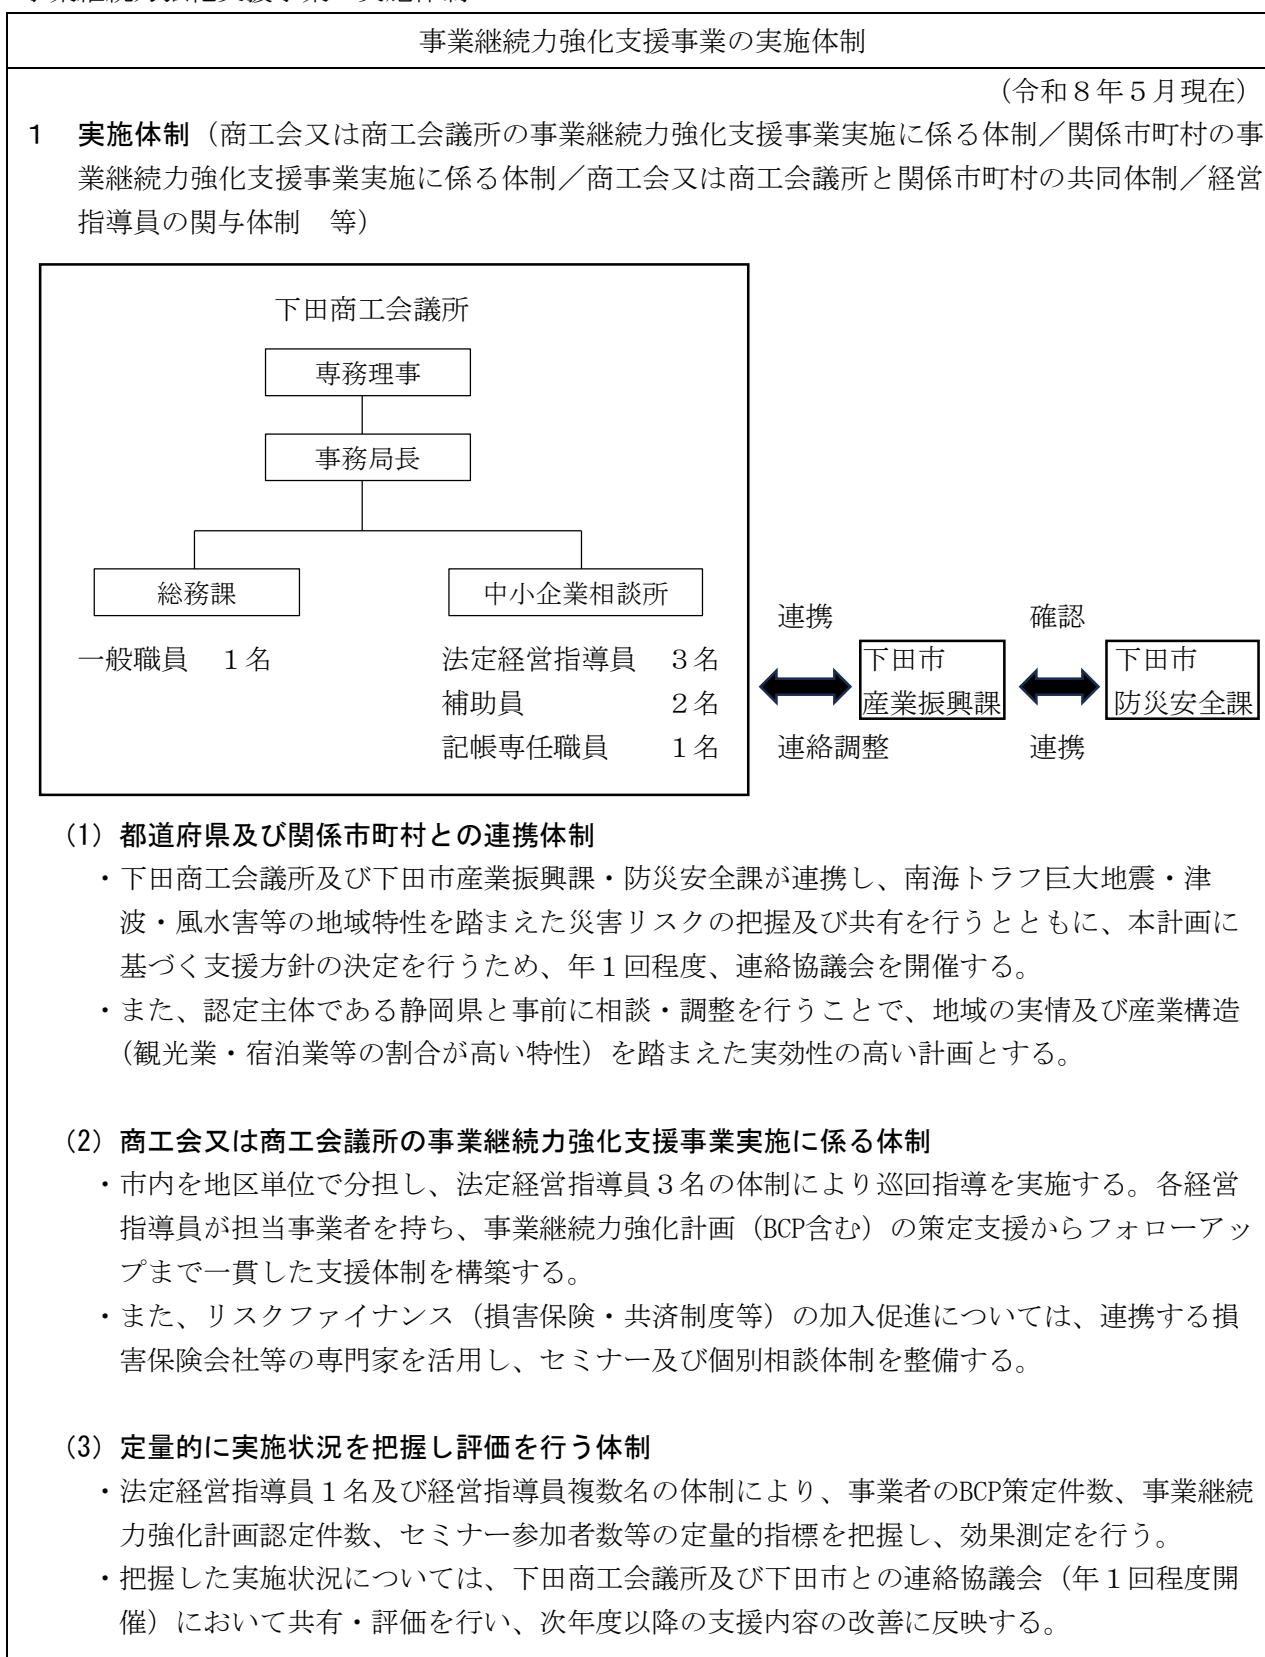 事業継続力強化支援事業の実施体制
（令和８年５月現在）
１　実施体制（商工会又は商工会議所の事業継続力強化支援事業実施に係る体制／関係市町村の事
業継続力強化支援事業実施に係る体制／商工会又は商工会議所と関係市町村の共同体制／経営
指導員の関与体制　等）
下田商工会議所
専務理事
事務局長
総務課
中小企業相談所
一般職員　１名
法定経営指導員　３名
補助員　２名
記帳専任職員　１名
連携
連絡調整
下田市
産業振興課
確認
連携
下田市
防災安全課
(1) 都道府県及び関係市町村との連携体制
・下田商工会議所及び下田市産業振興課・防災安全課が連携し、南海トラフ巨大地震・津
波・風水害等の地域特性を踏まえた災害リスクの把握及び共有を行うとともに、本計画に
基づく支援方針の決定を行うため、年１回程度、連絡協議会を開催する。
・また、認定主体である静岡県と事前に相談・調整を行うことで、地域の実情及び産業構造
（観光業・宿泊業等の割合が高い特性）を踏まえた実効性の高い計画とする。
(2) 商工会又は商工会議所の事業継続力強化支援事業実施に係る体制
・市内を地区単位で分担し、法定経営指導員３名の体制により巡回指導を実施する。各経営
指導員が担当事業者を持ち、事業継続力強化計画（BCP含む）の策定支援からフォローアッ
プまで一貫した支援体制を構築する。
・また、リスクファイナンス（損害保険・共済制度等）の加入促進については、連携する損
害保険会社等の専門家を活用し、セミナー及び個別相談体制を整備する。
(3) 定量的に実施状況を把握し評価を行う体制
・法定経営指導員１名及び経営指導員複数名の体制により、事業者のBCP策定件数、事業継続
力強化計画認定件数、セミナー参加者数等の定量的指標を把握し、効果測定を行う。
・把握した実施状況については、下田商工会議所及び下田市との連絡協議会（年１回程度開
催）において共有・評価を行い、次年度以降の支援内容の改善に反映する。